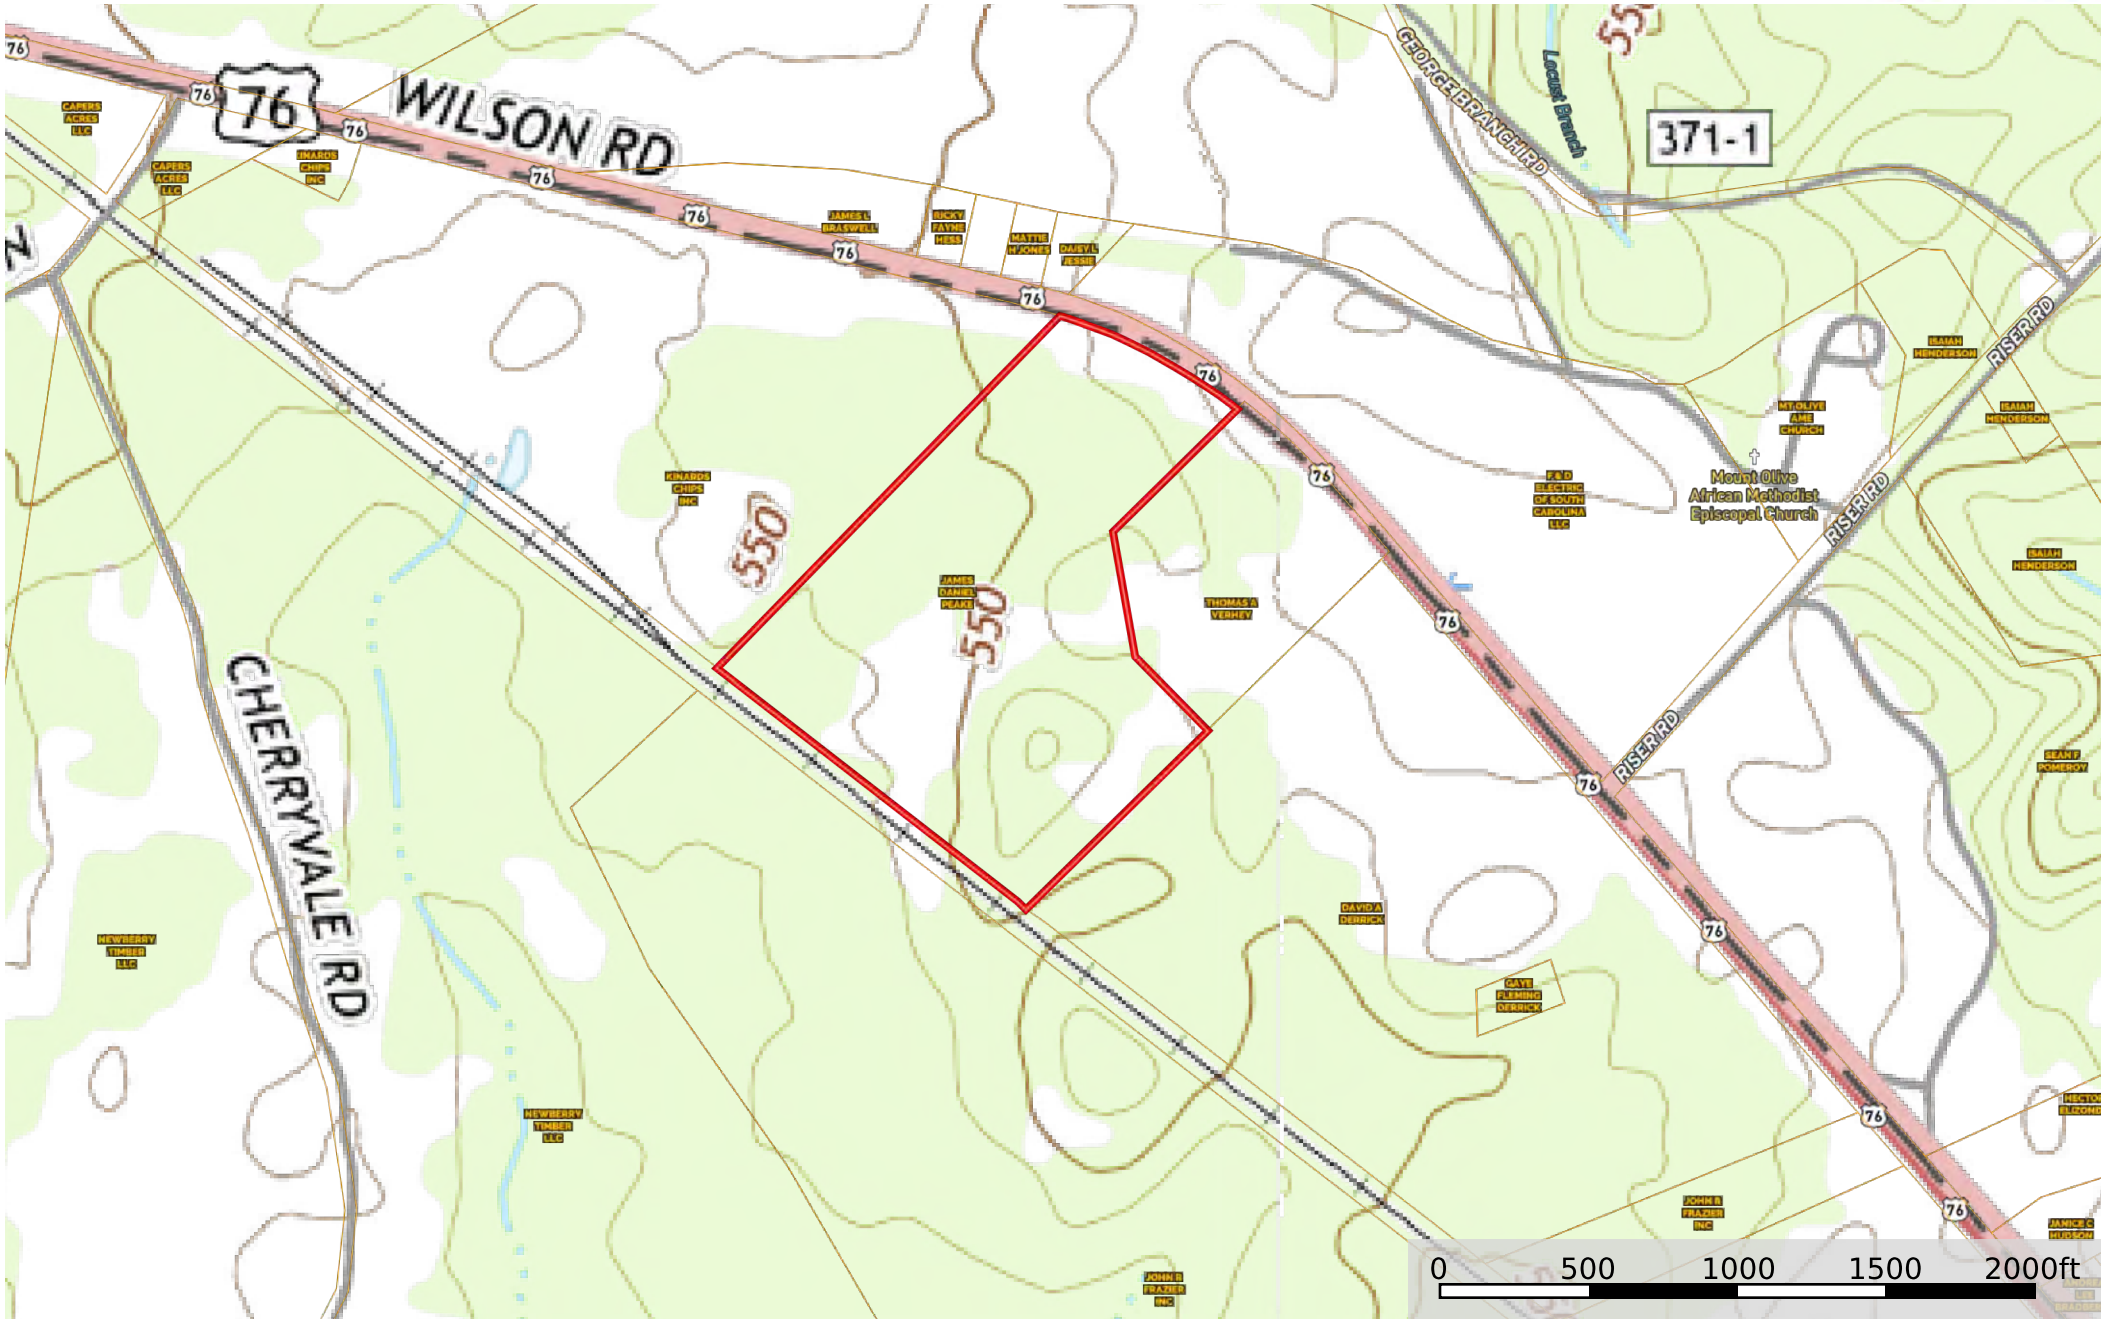 76
CAPERS
ACRES
LLC
76
76
76
WILSON RD
CAPERS
ACRES
LLC
CHIPS
INC
76
76
76
JAMES L
BRASWELL
RICKY
FAYNE
HESS
MATTIE
H JONES
DAISY L
JESSIE
76
76
GEORGE BRANCH RD
Locust Branch
371-1
RISER RD
ISAIAH
HENDERSON
ISAIAH
HENDERSON
MT OLIVE
AME
CHURCH
Mount Olive
African Methodist
Episcopal Church
RISER RD
F & D
ELECTRIC
OF SOUTH
CAROLINA
LLC
76
KINARDS
CHIPS
INC
550
JAMES
DANIEL
PEAKE
550
THOMAS A
VERHEY
ISAIAH
HENDERSON
76
RISER RD
76
SEAN F
POMEROY
CHERRYVALE RD
NEWBERRY
TIMBER
LLC
DAVID A
DERRICK
76
GAYE
FLEMING
DERRICK
NEWBERRY
TIMBER
LLC
76
HECTOR
JOHN B
FRAZIER
INC
76
JANICE C
HUDSON
JOHN B
FRAZIER
INC
0 500 1000 1500 2000ft